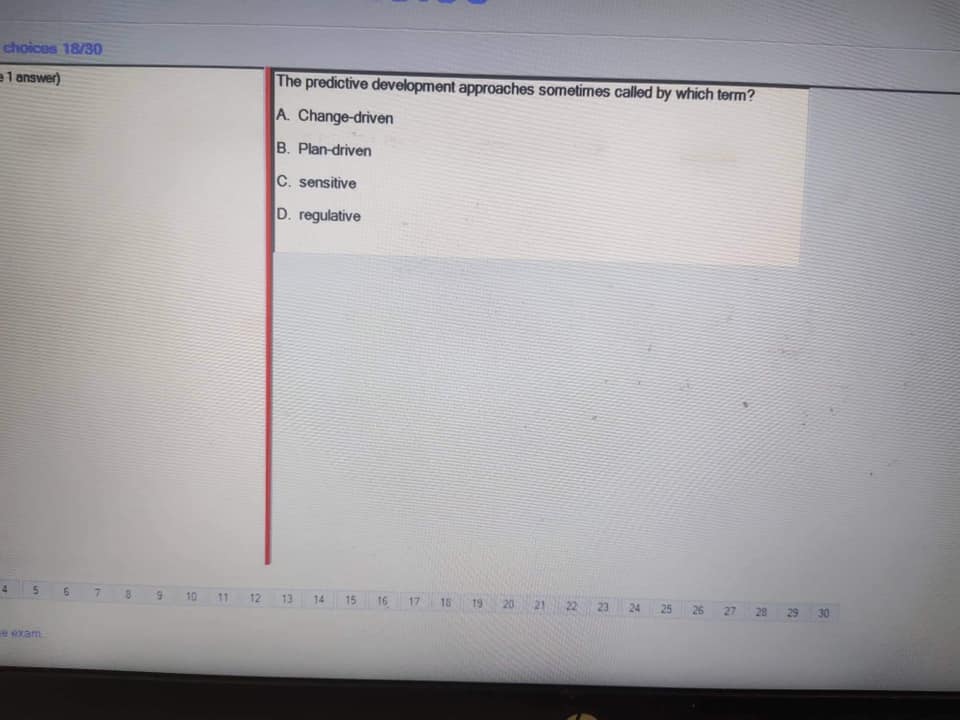 choices 18/30
e 1 answer)
The predictive development approaches sometimes called by which term?
A. Change-driven
B. Plan-driven
C. sensitive
D. regulative
4 5 6 7 8 9 10 11 12 13 14 15 16 17 18 19 20 21 22 23 24 25 26 27 28 29 30
e exam.